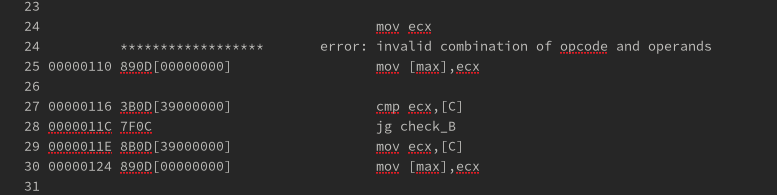 23
24 mov ecx
24 ****************** error: invalid combination of opcode and operands
25 00000110 890D[00000000] mov [max],ecx
26
27 00000116 3B0D[39000000] cmp ecx,[C]
28 0000011C 7F0C jg check_B
29 0000011E 8B0D[39000000] mov ecx,[C]
30 00000124 890D[00000000] mov [max],ecx
31